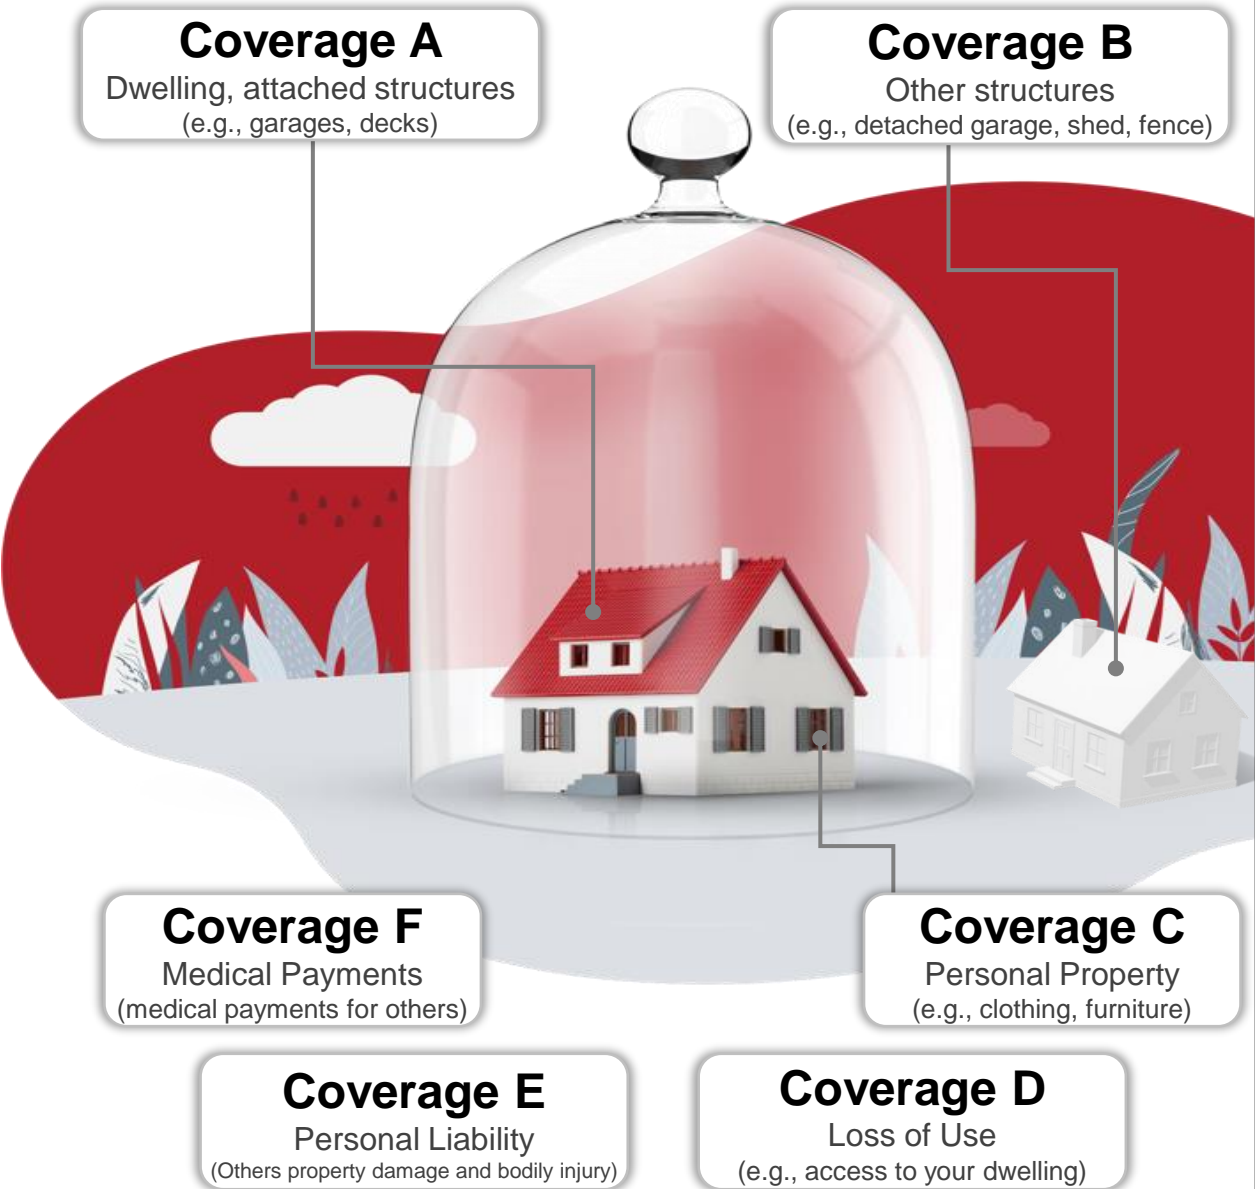 Coverage A
Dwelling, attached structures
(e.g., garages, decks)
Coverage B
Other structures
(e.g., detached garage, shed, fence)
Coverage F
Medical Payments
(medical payments for others)
Coverage C
Personal Property
(e.g., clothing, furniture)
Coverage E
Personal Liability
(Others property damage and bodily injury)
Coverage D
Loss of Use
(e.g., access to your dwelling)